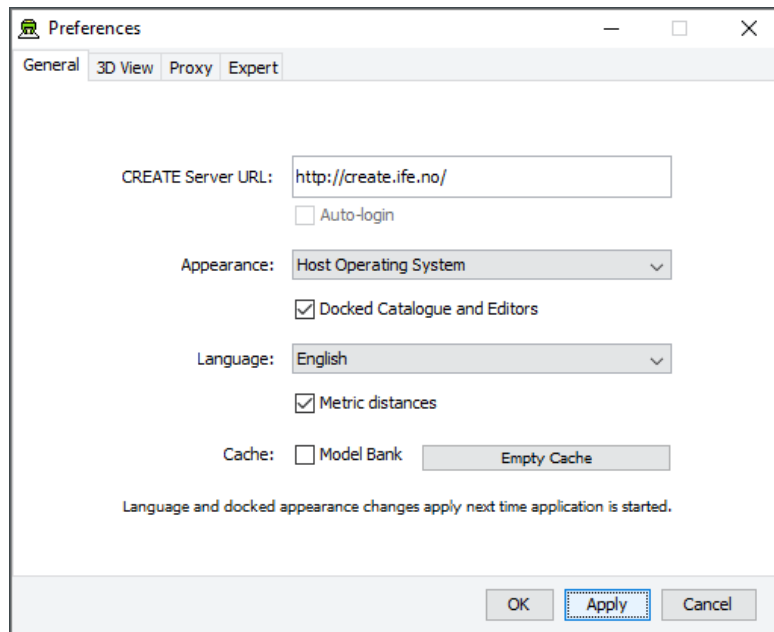 Preferences
General 3D View Proxy Expert
CREATE Server URL: http://create.ife.no/
Auto-login
Appearance: Host Operating System
Docked Catalogue and Editors
Language: English
Metric distances
Cache: Model Bank Empty Cache
Language and docked appearance changes apply next time application is started.
OK Apply Cancel